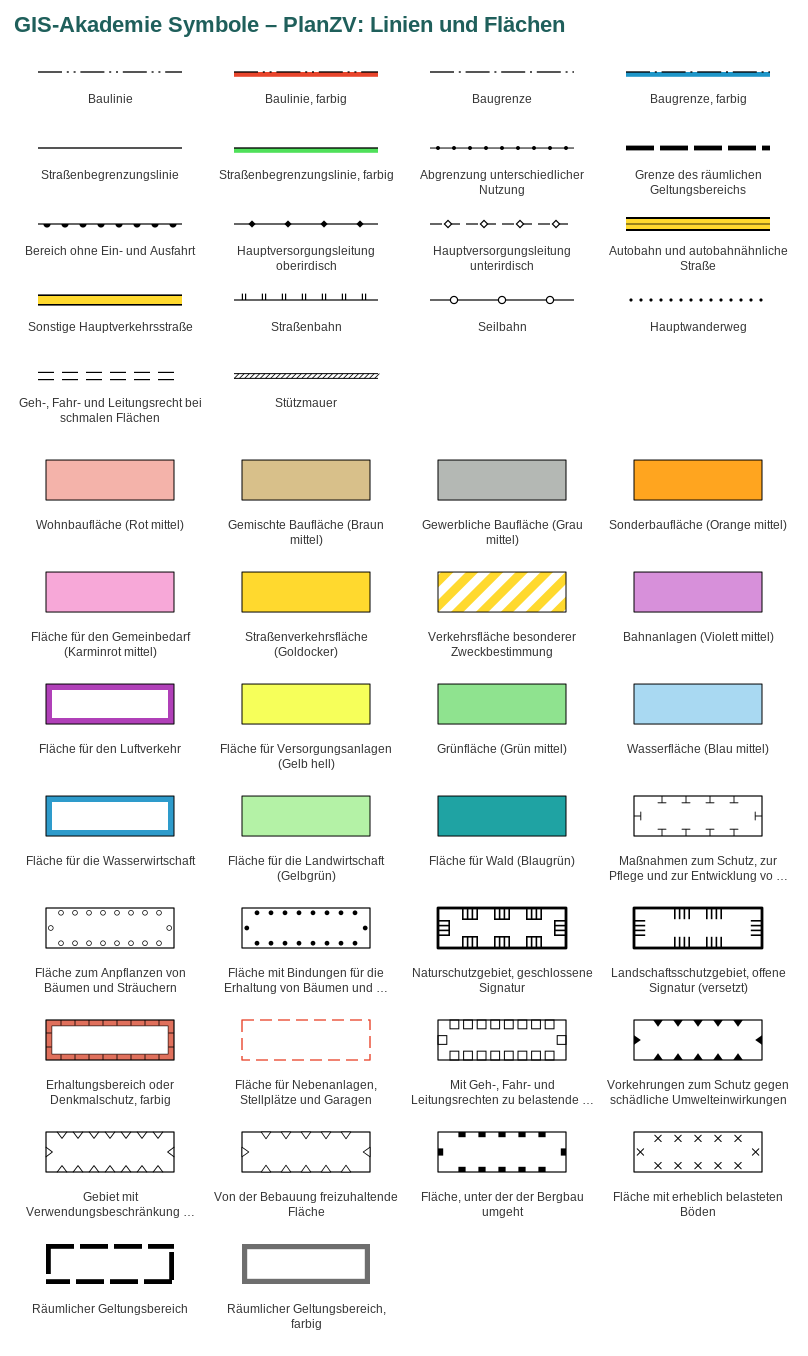 GIS-Akademie Symbole – PlanZV: Linien und Flächen
Baulinie
Baulinie, farbig
Baugrenze
Baugrenze, farbig
Straßenbegrenzungslinie
Straßenbegrenzungslinie, farbig
Abgrenzung unterschiedlicher
Nutzung
Grenze des räumlichen
Geltungsbereichs
Bereich ohne Ein- und Ausfahrt
Hauptversorgungsleitung
oberirdisch
Hauptversorgungsleitung
unterirdisch
Autobahn und autobahnähnliche
Straße
Sonstige Hauptverkehrsstraße
Straßenbahn
Seilbahn
Hauptwanderweg
Geh-, Fahr- und Leitungsrecht bei
schmalen Flächen
Stützmauer
Wohnbaufläche (Rot mittel)
Gemischte Baufläche (Braun
mittel)
Gewerbliche Baufläche (Grau
mittel)
Sonderbaufläche (Orange mittel)
Fläche für den Gemeinbedarf
(Karminrot mittel)
Straßenverkehrsfläche
(Goldocker)
Verkehrsfläche besonderer
Zweckbestimmung
Bahnanlagen (Violett mittel)
Fläche für den Luftverkehr
Fläche für Versorgungsanlagen
(Gelb hell)
Grünfläche (Grün mittel)
Wasserfläche (Blau mittel)
Fläche für die Wasserwirtschaft
Fläche für die Landwirtschaft
(Gelbgrün)
Fläche für Wald (Blaugrün)
Maßnahmen zum Schutz, zur
Pflege und zur Entwicklung vo …
Fläche zum Anpflanzen von
Bäumen und Sträuchern
Fläche mit Bindungen für die
Erhaltung von Bäumen und …
Naturschutzgebiet, geschlossene
Signatur
Landschaftsschutzgebiet, offene
Signatur (versetzt)
Erhaltungsbereich oder
Denkmalschutz, farbig
Fläche für Nebenanlagen,
Stellplätze und Garagen
Mit Geh-, Fahr- und
Leitungsrechten zu belastende …
Vorkehrungen zum Schutz gegen
schädliche Umwelteinwirkungen
Gebiet mit
Verwendungsbeschränkung …
Von der Bebauung freizuhaltende
Fläche
Fläche, unter der der Bergbau
umgeht
Fläche mit erheblich belasteten
Böden
Räumlicher Geltungsbereich
Räumlicher Geltungsbereich,
farbig